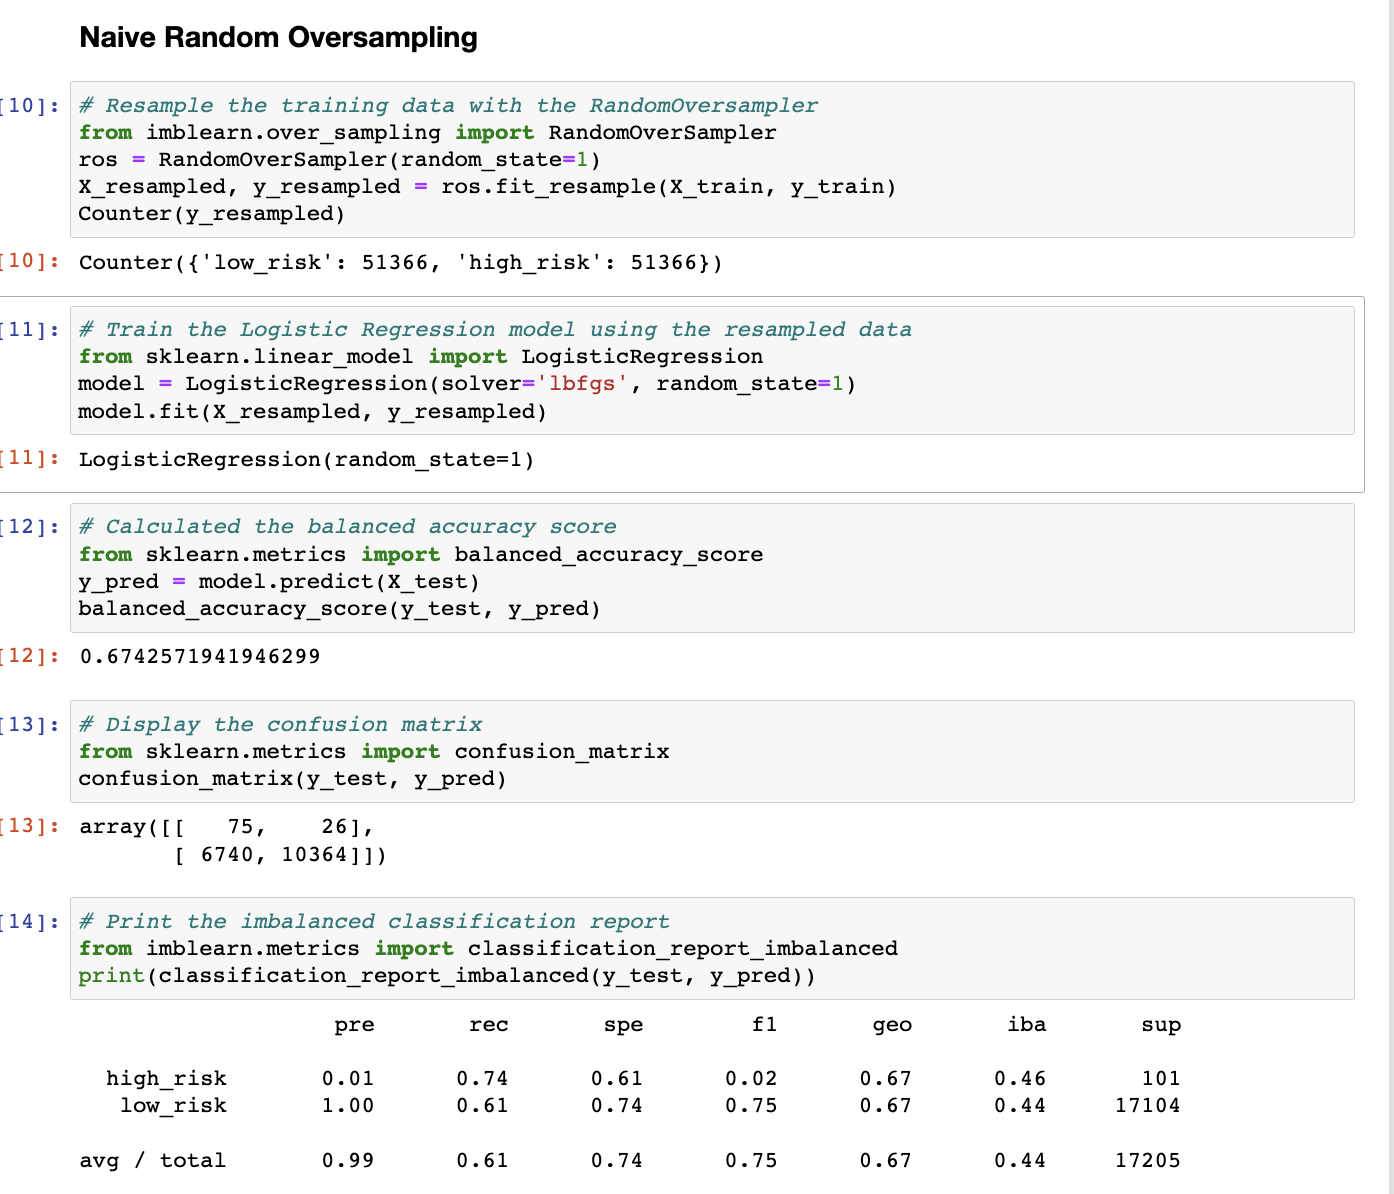 Naive Random Oversampling
[10]: # Resample the training data with the RandomOversampler
from imblearn.over_sampling import RandomOverSampler
ros = RandomOverSampler(random_state=1)
X_resampled, y_resampled = ros.fit_resample(X_train, y_train)
Counter(y_resampled)
[10]: Counter({'low_risk': 51366, 'high_risk': 51366})
[11]: # Train the Logistic Regression model using the resampled data
from sklearn.linear_model import LogisticRegression
model = LogisticRegression(solver='lbfgs', random_state=1)
model.fit(X_resampled, y_resampled)
[11]: LogisticRegression(random_state=1)
[12]: # Calculated the balanced accuracy score
from sklearn.metrics import balanced_accuracy_score
y_pred = model.predict(X_test)
balanced_accuracy_score(y_test, y_pred)
[12]: 0.6742571941946299
[13]: # Display the confusion matrix
from sklearn.metrics import confusion_matrix
confusion_matrix(y_test, y_pred)
[13]: array([[   75,    26],
       [ 6740, 10364]])
[14]: # Print the imbalanced classification report
from imblearn.metrics import classification_report_imbalanced
print(classification_report_imbalanced(y_test, y_pred))
pre rec spe f1 geo iba sup
high_risk 0.01 0.74 0.61 0.02 0.67 0.46 101
low_risk 1.00 0.61 0.74 0.75 0.67 0.44 17104
avg / total 0.99 0.61 0.74 0.75 0.67 0.44 17205